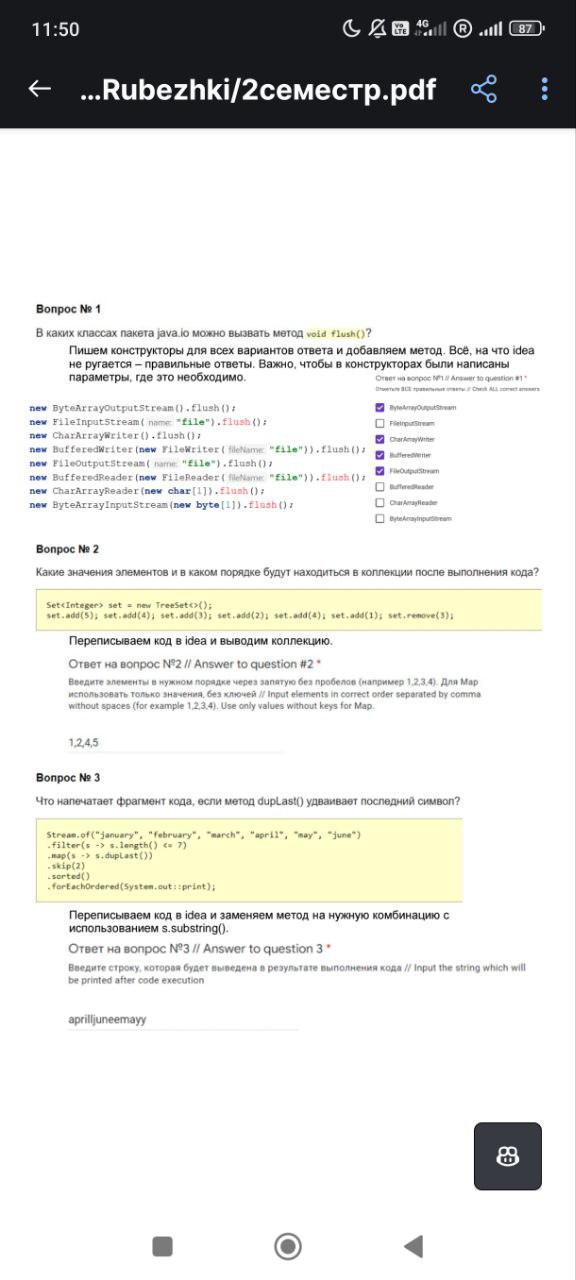 11:50
4G
VO LTE
R
87
...Rubezhki/2семестр.pdf
Вопрос № 1
В каких классах пакета java.io можно вызвать метод void flush()?
Пишем конструкторы для всех вариантов ответа и добавляем метод. Всё, на что idea
не ругается – правильные ответы. Важно, чтобы в конструкторах были написаны
параметры, где это необходимо.
Ответ на вопрос №1 // Answer to question #1 *
Отметьте ВСЕ правильные ответы // Check ALL correct answers
new ByteArrayOutputStream().flush();
new FileInputStream( name: "file").flush();
new CharArrayWriter().flush();
new BufferedWriter(new FileWriter( fileName: "file")).flush();
new FileOutputStream( name: "file").flush();
new BufferedReader(new FileReader( fileName: "file")).flush();
new CharArrayReader(new char[1]).flush();
new ByteArrayInputStream(new byte[1]).flush();
ByteArrayOutputStream
FileInputStream
CharArrayWriter
BufferedWriter
FileOutputStream
BufferedReader
CharArrayReader
ByteArrayInputStream
Вопрос № 2
Какие значения элементов и в каком порядке будут находиться в коллекции после выполнения кода?
Set<Integer> set = new TreeSet<>();
set.add(5); set.add(4); set.add(3); set.add(2); set.add(4); set.add(1); set.remove(3);
Переписываем код в idea и выводим коллекцию.
Ответ на вопрос №2 // Answer to question #2 *
Введите элементы в нужном порядке через запятую без пробелов (например 1,2,3,4). Для Map
использовать только значения, без ключей // Input elements in correct order separated by comma
without spaces (for example 1,2,3,4). Use only values without keys for Map.
1,2,4,5
Вопрос № 3
Что напечатает фрагмент кода, если метод dupLast() удваивает последний символ?
Stream.of("january", "february", "march", "april", "may", "june")
.filter(s -> s.length() <= 7)
.map(s -> s.dupLast())
.skip(2)
.sorted()
.forEachOrdered(System.out::print);
Переписываем код в idea и заменяем метод на нужную комбинацию с
использованием s.substring().
Ответ на вопрос №3 // Answer to question 3 *
Введите строку, которая будет выведена в результате выполнения кода // Input the string which will
be printed after code execution
aprilljuneemayy